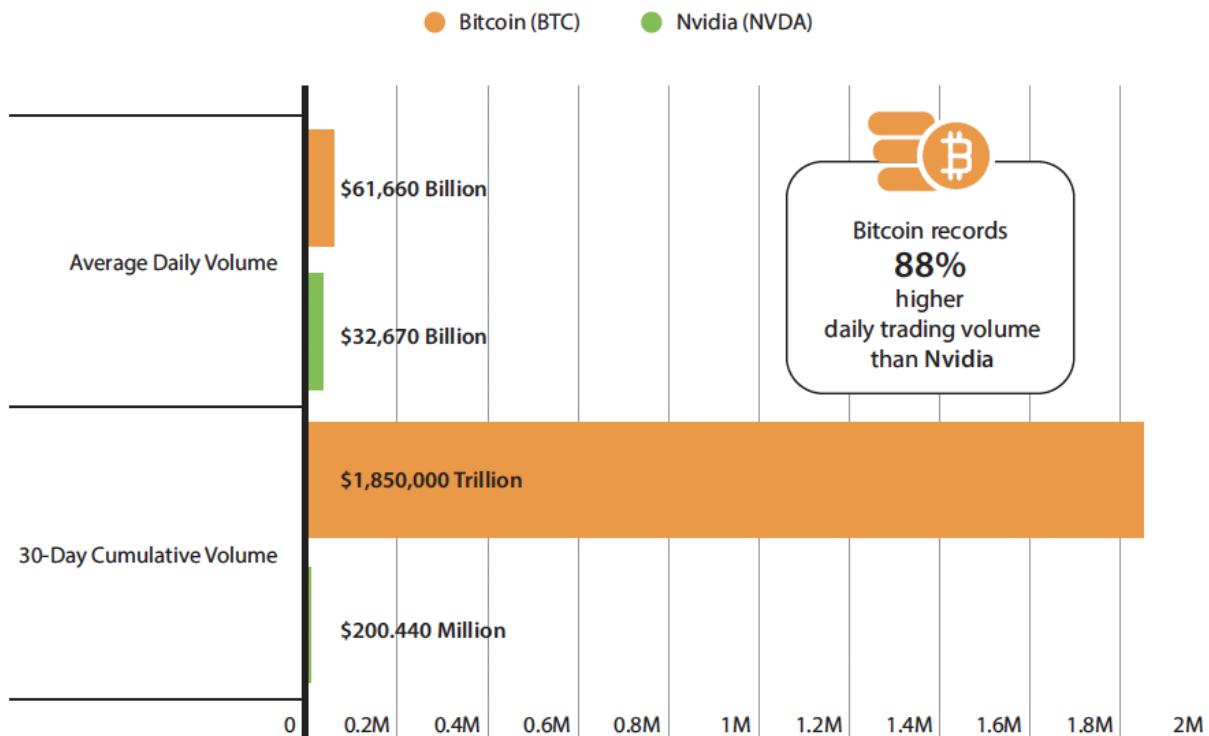 Bitcoin (BTC)
Nvidia (NVDA)
Average Daily Volume
$61,660 Billion
$32,670 Billion
Bitcoin records
88%
higher
daily trading volume
than Nvidia
30-Day Cumulative Volume
$1,850,000 Trillion
$200.440 Million
0 0.2M 0.4M 0.6M 0.8M 1M 1.2M 1.4M 1.6M 1.8M 2M